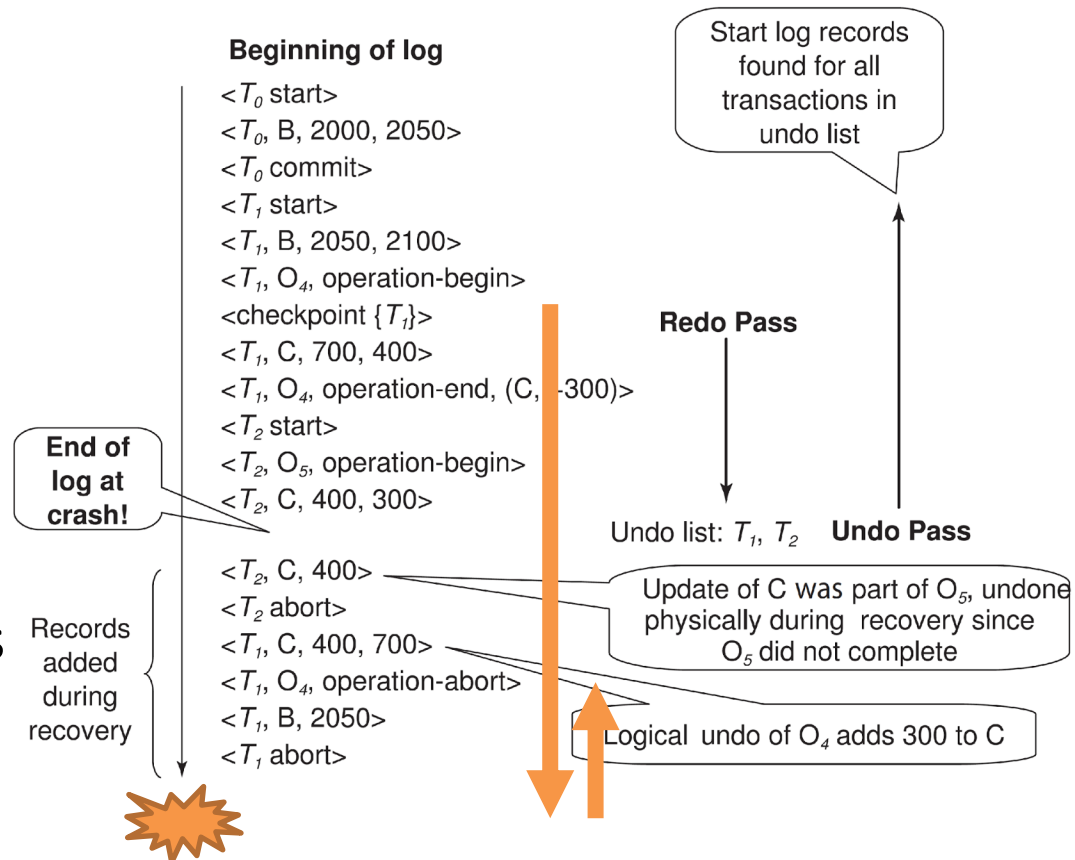 Beginning of log
<T0 start>
<T0, B, 2000, 2050>
<T0 commit>
<T1 start>
<T1, B, 2050, 2100>
<T1, O4, operation-begin>
<checkpoint {T1}>
<T1, C, 700, 400>
<T1, O4, operation-end, (C, 300)>
<T2 start>
<T2, O5, operation-begin>
<T2, C, 400, 300>
End of
log at
crash!
<T2, C, 400>
<T2 abort>
<T1, C, 400, 700>
<T1, O4, operation-abort>
<T1, B, 2050>
<T1 abort>
s
Records
added
during
recovery
Start log records
found for all
transactions in
undo list
Redo Pass
Undo list: T1, T2
Undo Pass
Update of C was part of O5, undone
physically during recovery since
O5 did not complete
Logical undo of O4 adds 300 to C